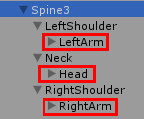 Spine3
LeftShoulder
LeftArm
Neck
Head
RightShoulder
RightArm